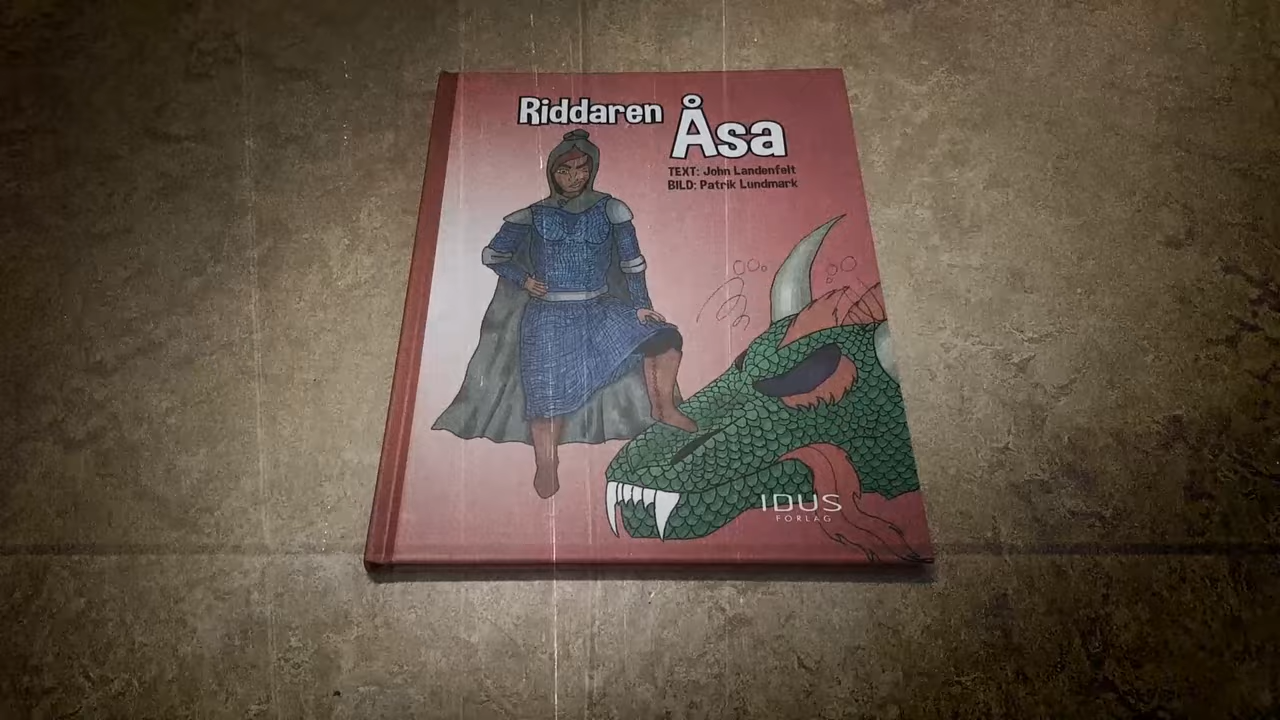 Riddaren
Åsa
TEXT: John Landenfelt
BILD: Patrik Lundmark
IDUS
FÖRLAG